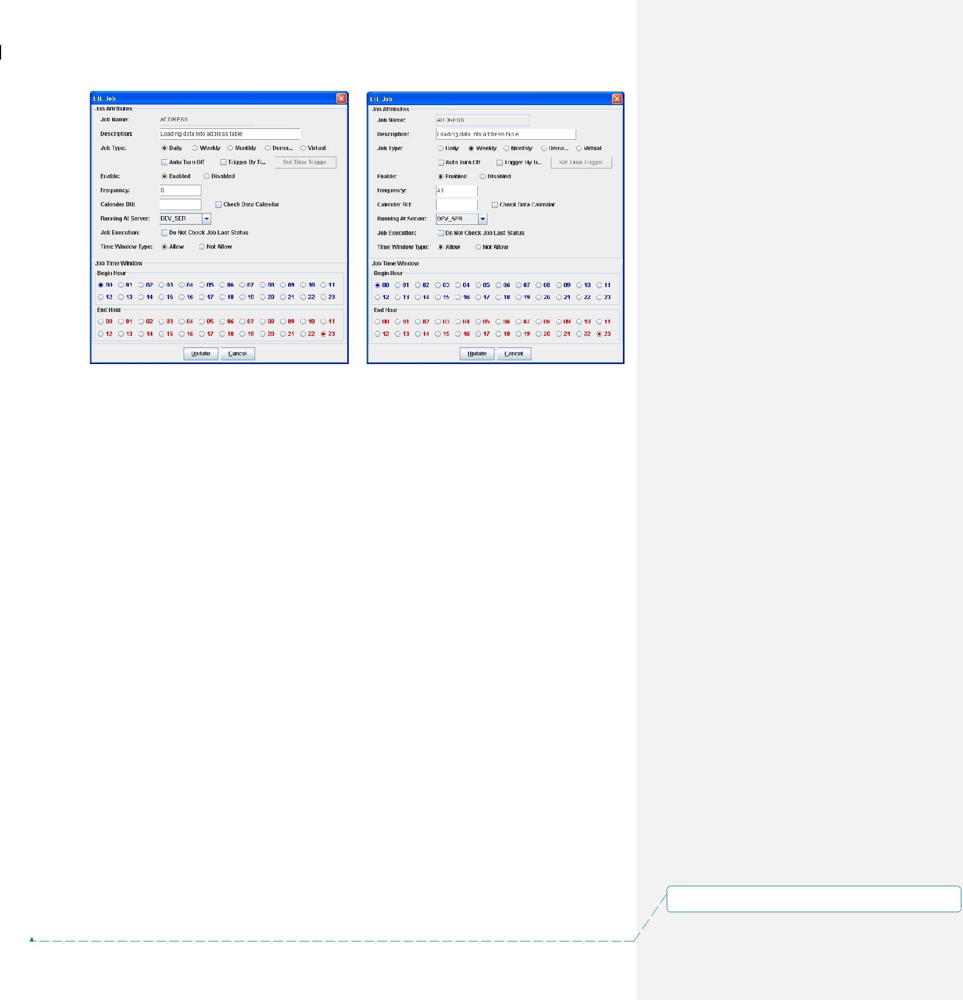 ETL Job
Job Attributes
Job Name: ADDRESS
Description: Loading data into address table
Job Type: Daily Weekly Monthly Dema... Virtual
Auto Turn Off Trigger By Ti... Set Time Trigger
Enable: Enabled Disabled
Frequency: 0
Calender BU: Check Data Calendar
Running At Server: DEV_SER
Job Execution: Do Not Check Job Last Status
Time Window Type: Allow Not Allow
Job Time Window
Begin Hour
00 01 02 03 04 05 06 07 08 09 10 11
12 13 14 15 16 17 18 19 20 21 22 23
End Hour
00 01 02 03 04 05 06 07 08 09 10 11
12 13 14 15 16 17 18 19 20 21 22 23
Update Cancel
ETL Job
Job Attributes
Job Name: ADDRESS
Description: Loading data into address table
Job Type: Daily Weekly Monthly Dema... Virtual
Auto Turn Off Trigger By Ti... Set Time Trigger
Enable: Enabled Disabled
Frequency: 43
Calender BU: Check Data Calendar
Running At Server: DEV_SER
Job Execution: Do Not Check Job Last Status
Time Window Type: Allow Not Allow
Job Time Window
Begin Hour
00 01 02 03 04 05 06 07 08 09 10 11
12 13 14 15 16 17 18 19 20 21 22 23
End Hour
00 01 02 03 04 05 06 07 08 09 10 11
12 13 14 15 16 17 18 19 20 21 22 23
Update Cancel